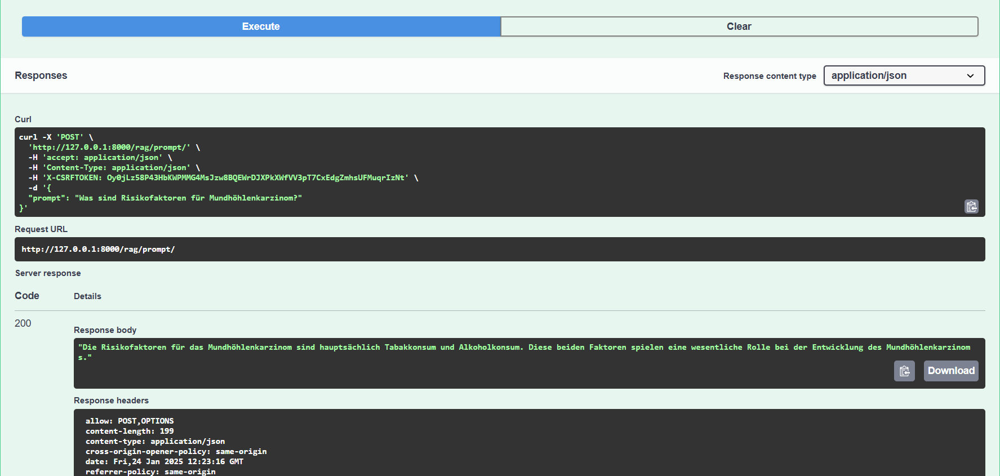 Execute
Clear
Responses
Response content type
application/json
Curl
curl -X 'POST' \
'http://127.0.0.1:8000/rag/prompt/' \
-H 'accept: application/json' \
-H 'Content-Type: application/json' \
-H 'X-CSRFTOKEN: Oy0jLz58P43HbKWPMMG4MsJzw8BQEWrDJXPkXWfVV3pT7CxEdgZmhsUFMuqrIzNt' \
-d '{
"prompt": "Was sind Risikofaktoren für Mundhöhlenkarzinom?"
}'
Request URL
http://127.0.0.1:8000/rag/prompt/
Server response
Code
Details
200
Response body
"Die Risikofaktoren für das Mundhöhlenkarzinom sind hauptsächlich Tabakkonsum und Alkoholkonsum. Diese beiden Faktoren spielen eine wesentliche Rolle bei der Entwicklung des Mundhöhlenkarzinom
s."
Download
Response headers
allow: POST,OPTIONS
content-length: 199
content-type: application/json
cross-origin-opener-policy: same-origin
date: Fri,24 Jan 2025 12:23:16 GMT
referrer-policy: same-origin